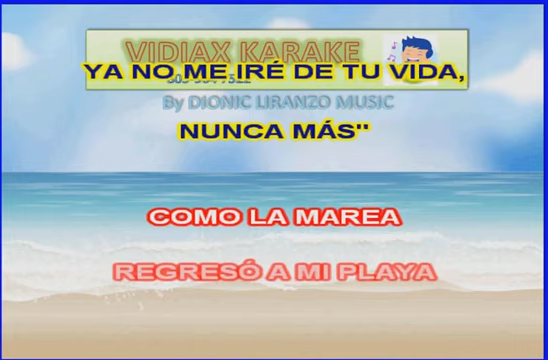 VIDIAX KARAKE
YA NO ME IRÉ DE TU VIDA,
By DIONIC LIRANZO MUSIC
NUNCA MÁS"
COMO LA MAREA
REGRESÓ A MI PLAYA